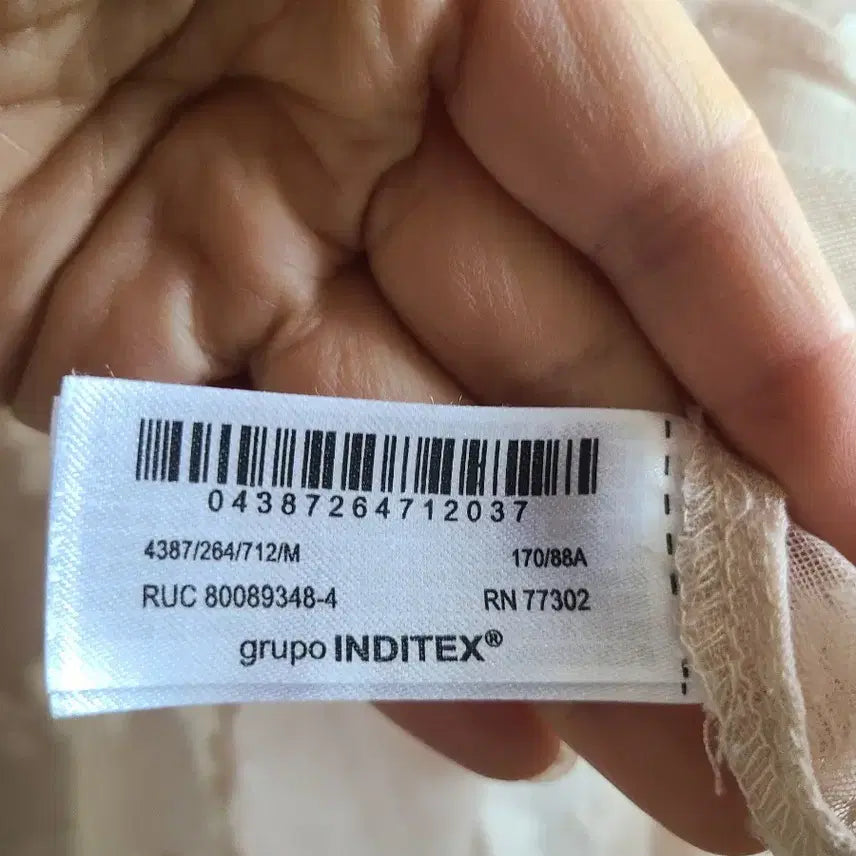 04387264712037
4387/264/712/M 170/88A
RUC 80089348-4 RN 77302
grupo INDITEX®